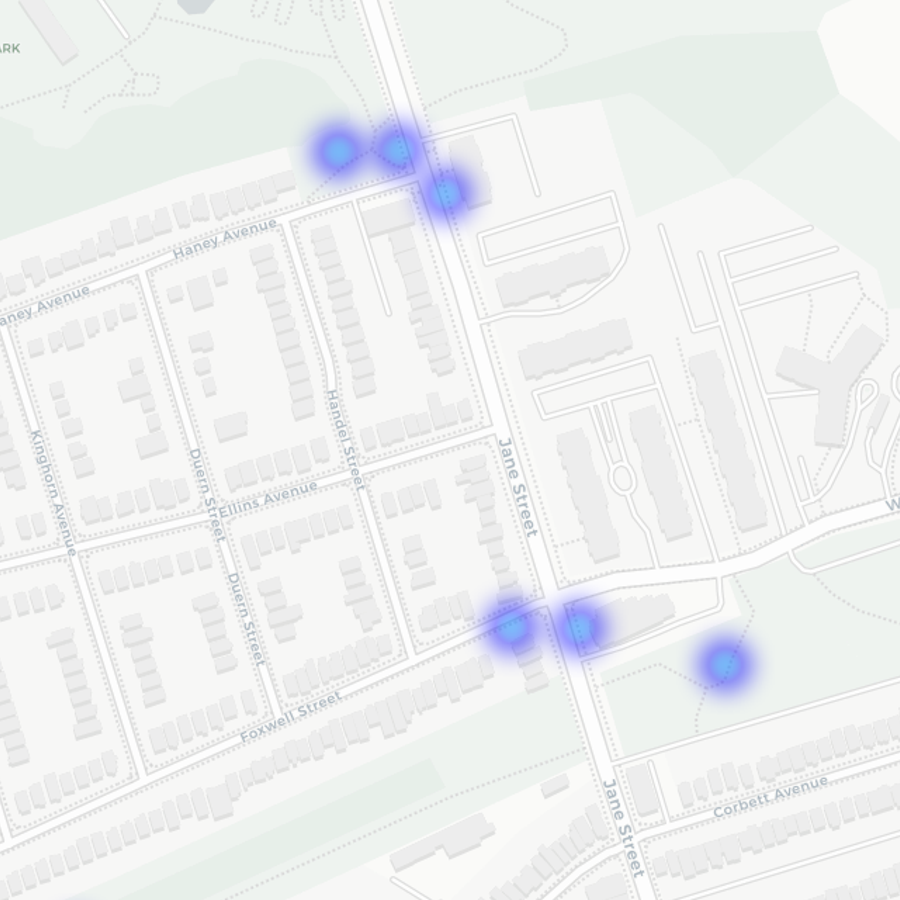 ARK
Haney Avenue
aney Avenue
Kinghorn Avenue
Duern Street
Handel Street
Jane Street
Ellins Avenue
Duern Street
W
Foxwell Street
Jane Street
Corbett Avenue